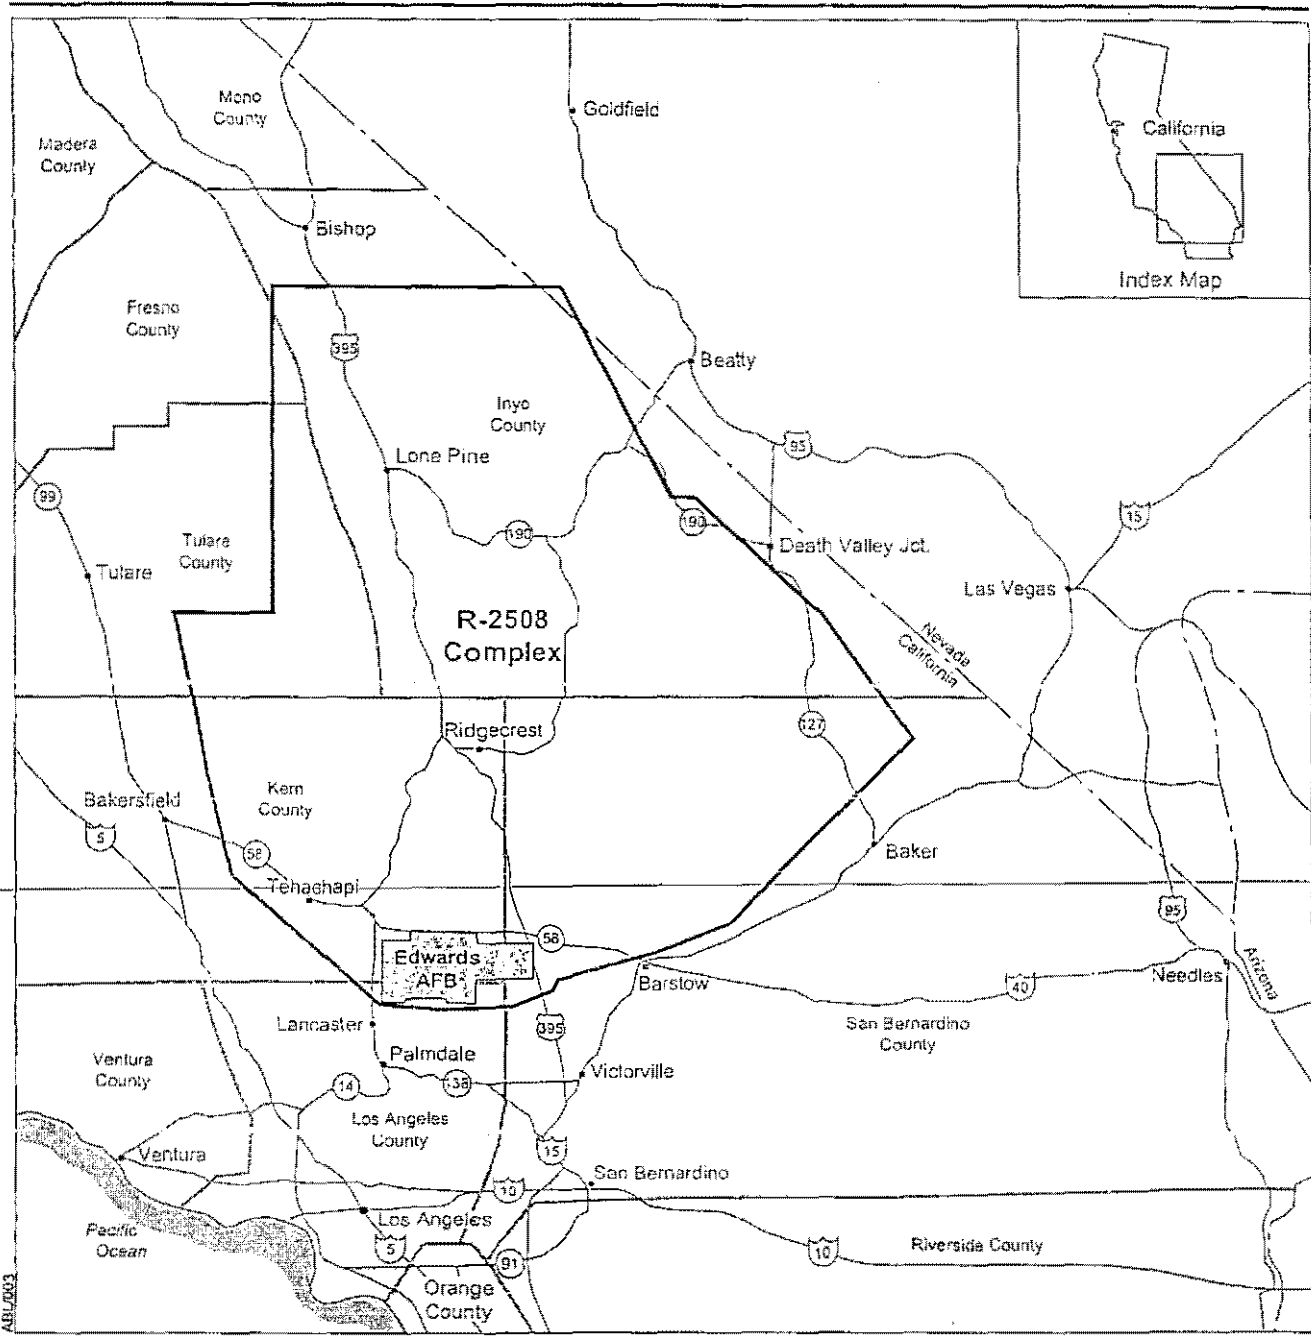 Mono
County
Goldfield
Madera
County
California
Bishop
Index Map
Fresno
County
395
Beatty
Inyo
County
Lone Pine
95
99
190
190
15
Tulare
County
Death Valley Jct.
Tulare
Las Vegas
R-2508
Complex
Nevada
California
Ridgecrest
127
Kern
County
Bakersfield
5
58
Baker
Tehachapi
95
58
Edwards
AFB
Barstow
40
Needles
Arizona
Lancaster
395
San Bernardino
County
Ventura
County
Palmdale
Victorville
14
138
Los Angeles
County
15
Ventura
San Bernardino
10
Los Angeles
Pacific
Ocean
5
91
10
Riverside County
Orange
County
ABL/003